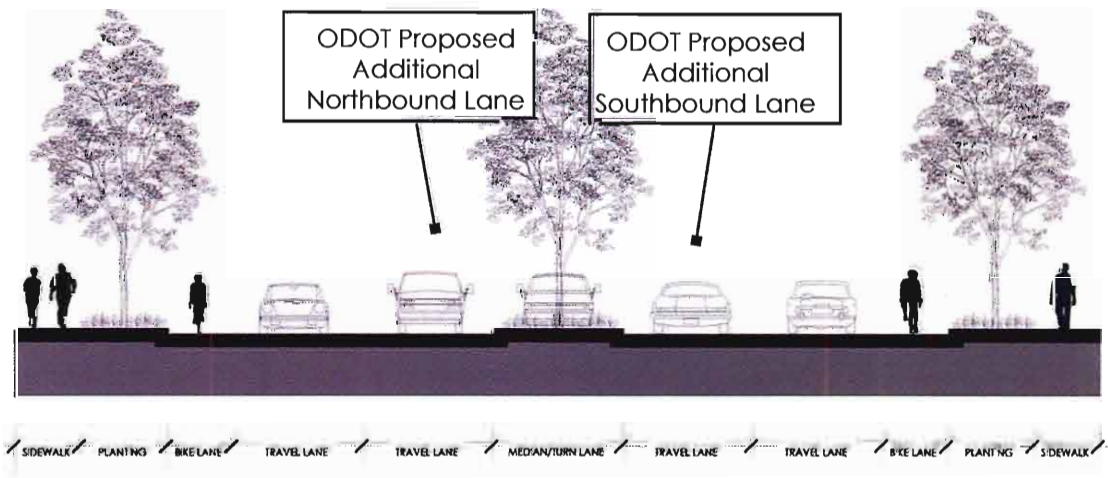 ODOT Proposed
Additional
Northbound Lane
ODOT Proposed
Additional
Southbound Lane
SIDEWALK PLANTING BIKE LANE TRAVEL LANE TRAVEL LANE MEDIAN/TURN LANE TRAVEL LANE TRAVEL LANE BIKE LANE PLANTING SIDEWALK